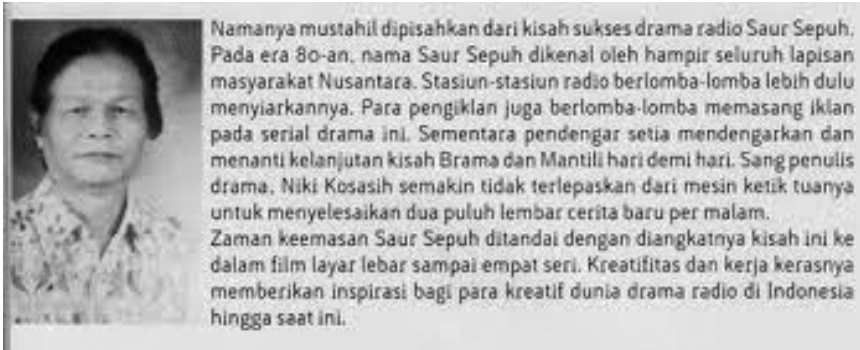 Namanya mustahil dipisahkan dari kisah sukses drama radio Saur Sepuh.
Pada era 80-an, nama Saur Sepuh dikenal oleh hampir seluruh lapisan
masyarakat Nusantara. Stasiun-stasiun radio berlomba-lomba lebih dulu
menyiarkannya. Para pengiklan juga berlomba-lomba memasang iklan
pada serial drama ini. Sementara pendengar setia mendengarkan dan
menanti kelanjutan kisah Brama dan Mantili hari demi hari. Sang penulis
drama, Niki Kosasih semakin tidak terlepaskan dari mesin ketik tuanya
untuk menyelesaikan dua puluh lembar cerita baru per malam.
Zaman keemasan Saur Sepuh ditandai dengan diangkatnya kisah ini ke
dalam film layar lebar sampai empat seri. Kreatifitas dan kerja kerasnya
memberikan inspirasi bagi para kreatif dunia drama radio di Indonesia
hingga saat ini.